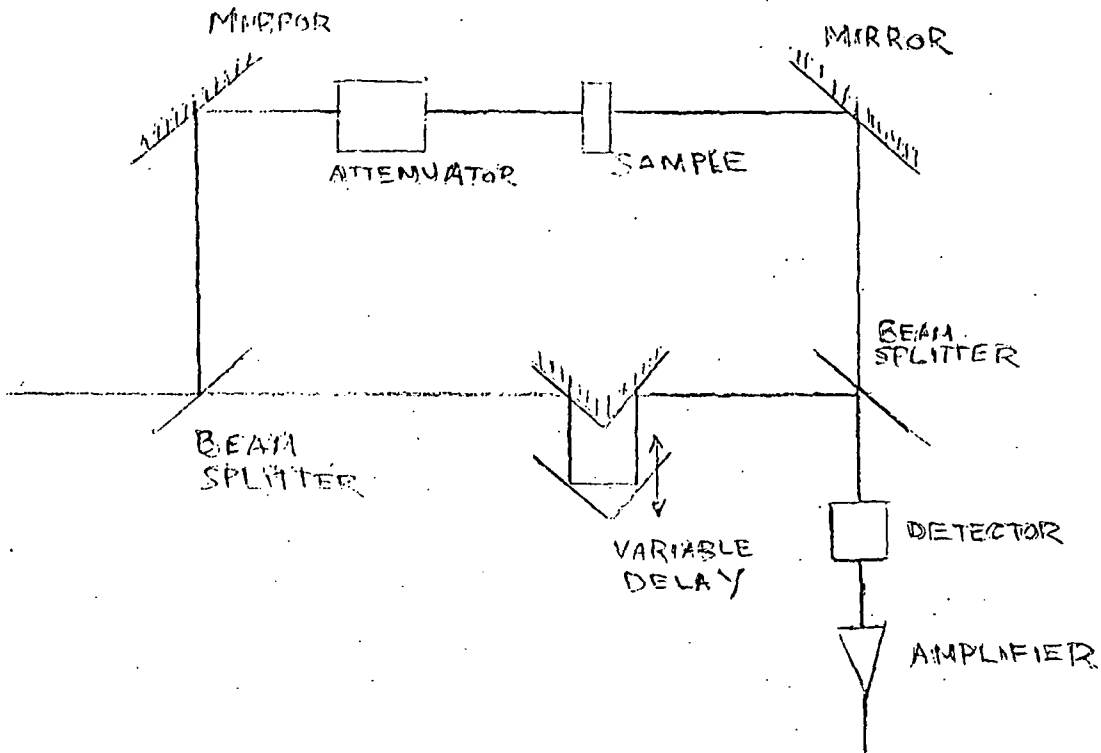 MIRROR
MIRROR
ATTENUATOR
SAMPLE
BEAM
SPLITTER
BEAM
SPLITTER
VARIABLE
DELAY
DETECTOR
AMPLIFIER